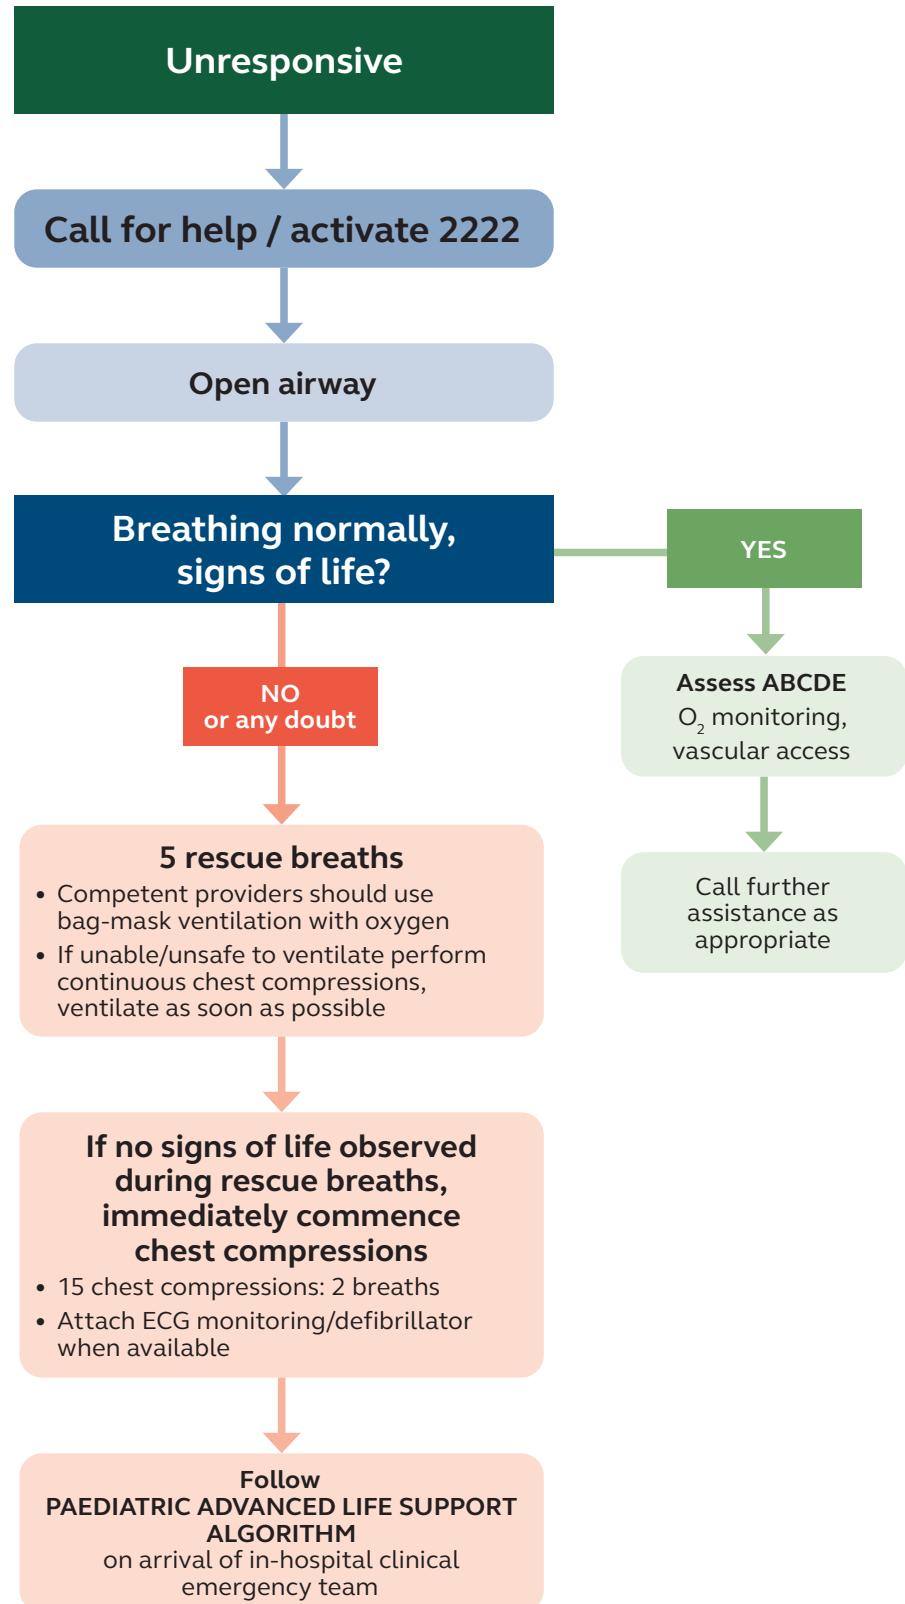 Unresponsive
Call for help / activate 2222
Open airway
Breathing normally,
signs of life?
YES
Assess ABCDE
O₂ monitoring,
vascular access
Call further
assistance as
appropriate
NO
or any doubt
5 rescue breaths
• Competent providers should use
bag-mask ventilation with oxygen
• If unable/unsafe to ventilate perform
continuous chest compressions,
ventilate as soon as possible
If no signs of life observed
during rescue breaths,
immediately commence
chest compressions
• 15 chest compressions: 2 breaths
• Attach ECG monitoring/defibrillator
when available
Follow
PAEDIATRIC ADVANCED LIFE SUPPORT
ALGORITHM
on arrival of in-hospital clinical
emergency team